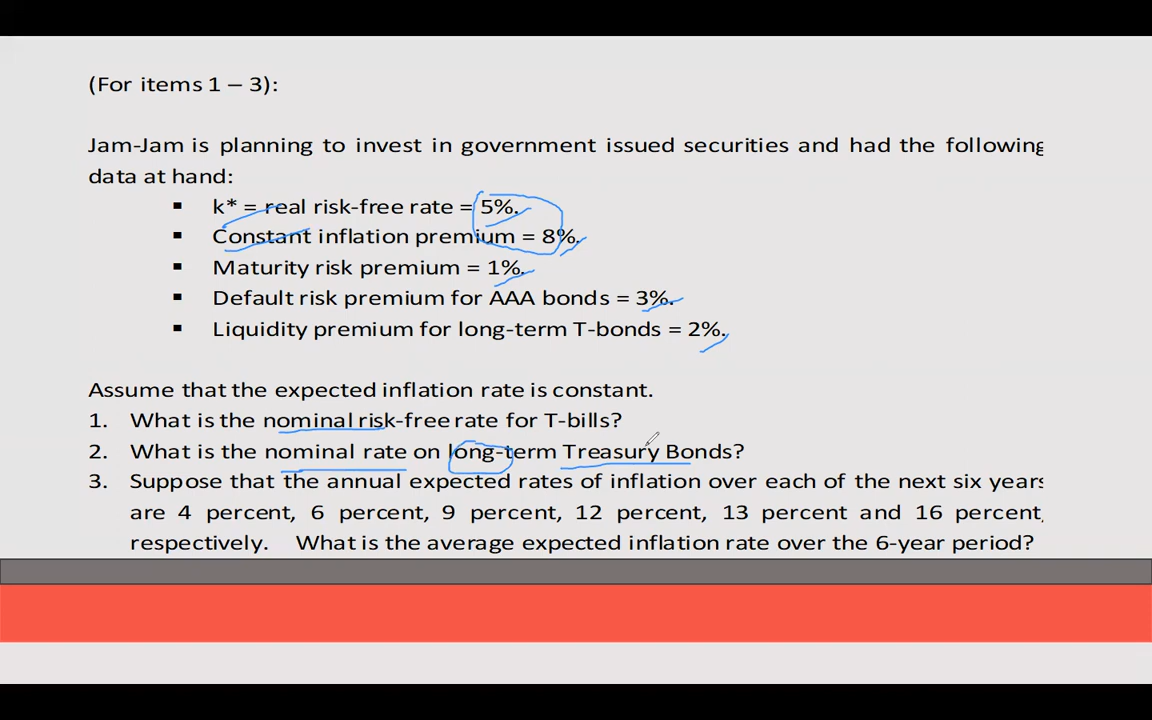 (For items 1 – 3):
Jam-Jam is planning to invest in government issued securities and had the following
data at hand:
▪ k* = real risk-free rate = 5%.
▪ Constant inflation premium = 8%.
▪ Maturity risk premium = 1%.
▪ Default risk premium for AAA bonds = 3%.
▪ Liquidity premium for long-term T-bonds = 2%.
Assume that the expected inflation rate is constant.
1. What is the nominal risk-free rate for T-bills?
2. What is the nominal rate on long-term Treasury Bonds?
3. Suppose that the annual expected rates of inflation over each of the next six years
are 4 percent, 6 percent, 9 percent, 12 percent, 13 percent and 16 percent,
respectively. What is the average expected inflation rate over the 6-year period?